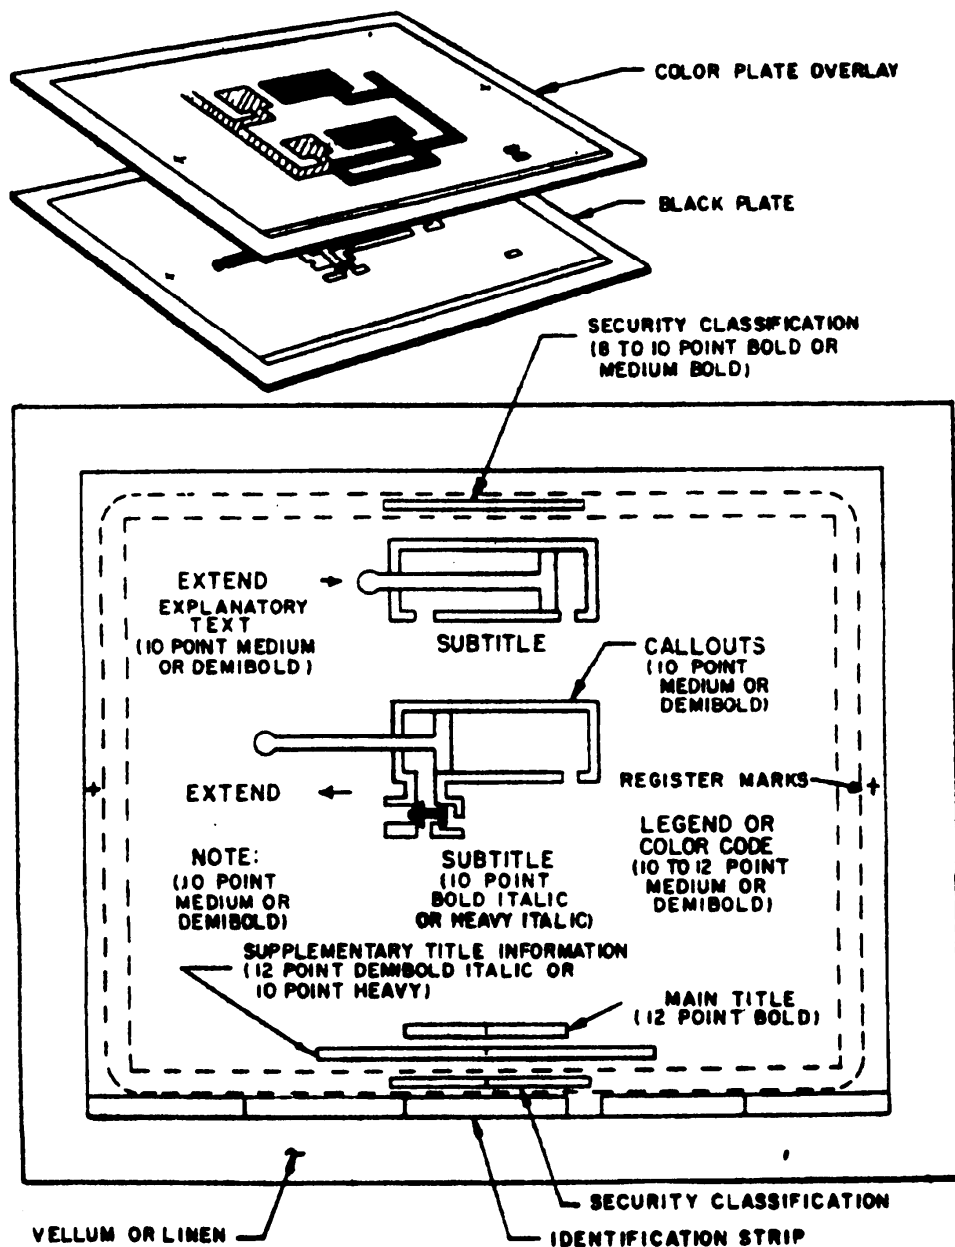 COLOR PLATE OVERLAY
BLACK PLATE
SECURITY CLASSIFICATION
(8 TO 10 POINT BOLD OR
MEDIUM BOLD)
EXTEND
EXPLANATORY
TEXT
(10 POINT MEDIUM
OR DEMIBOLD)
SUBTITLE
CALLOUTS
(10 POINT
MEDIUM OR
DEMIBOLD)
EXTEND
REGISTER MARKS
LEGEND OR
COLOR CODE
(10 TO 12 POINT
MEDIUM OR
DEMIBOLD)
NOTE:
(10 POINT
MEDIUM OR
DEMIBOLD)
SUBTITLE
(10 POINT
BOLD ITALIC
OR HEAVY ITALIC)
SUPPLEMENTARY TITLE INFORMATION
(12 POINT DEMIBOLD ITALIC OR
10 POINT HEAVY)
MAIN TITLE
(12 POINT BOLD)
SECURITY CLASSIFICATION
VELLUM OR LINEN
IDENTIFICATION STRIP